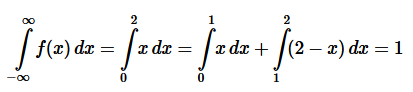 ∫_{-∞}^{∞} f(x) dx = ∫_{0}^{2} x dx = ∫_{0}^{1} x dx + ∫_{1}^{2} (2 − x) dx = 1